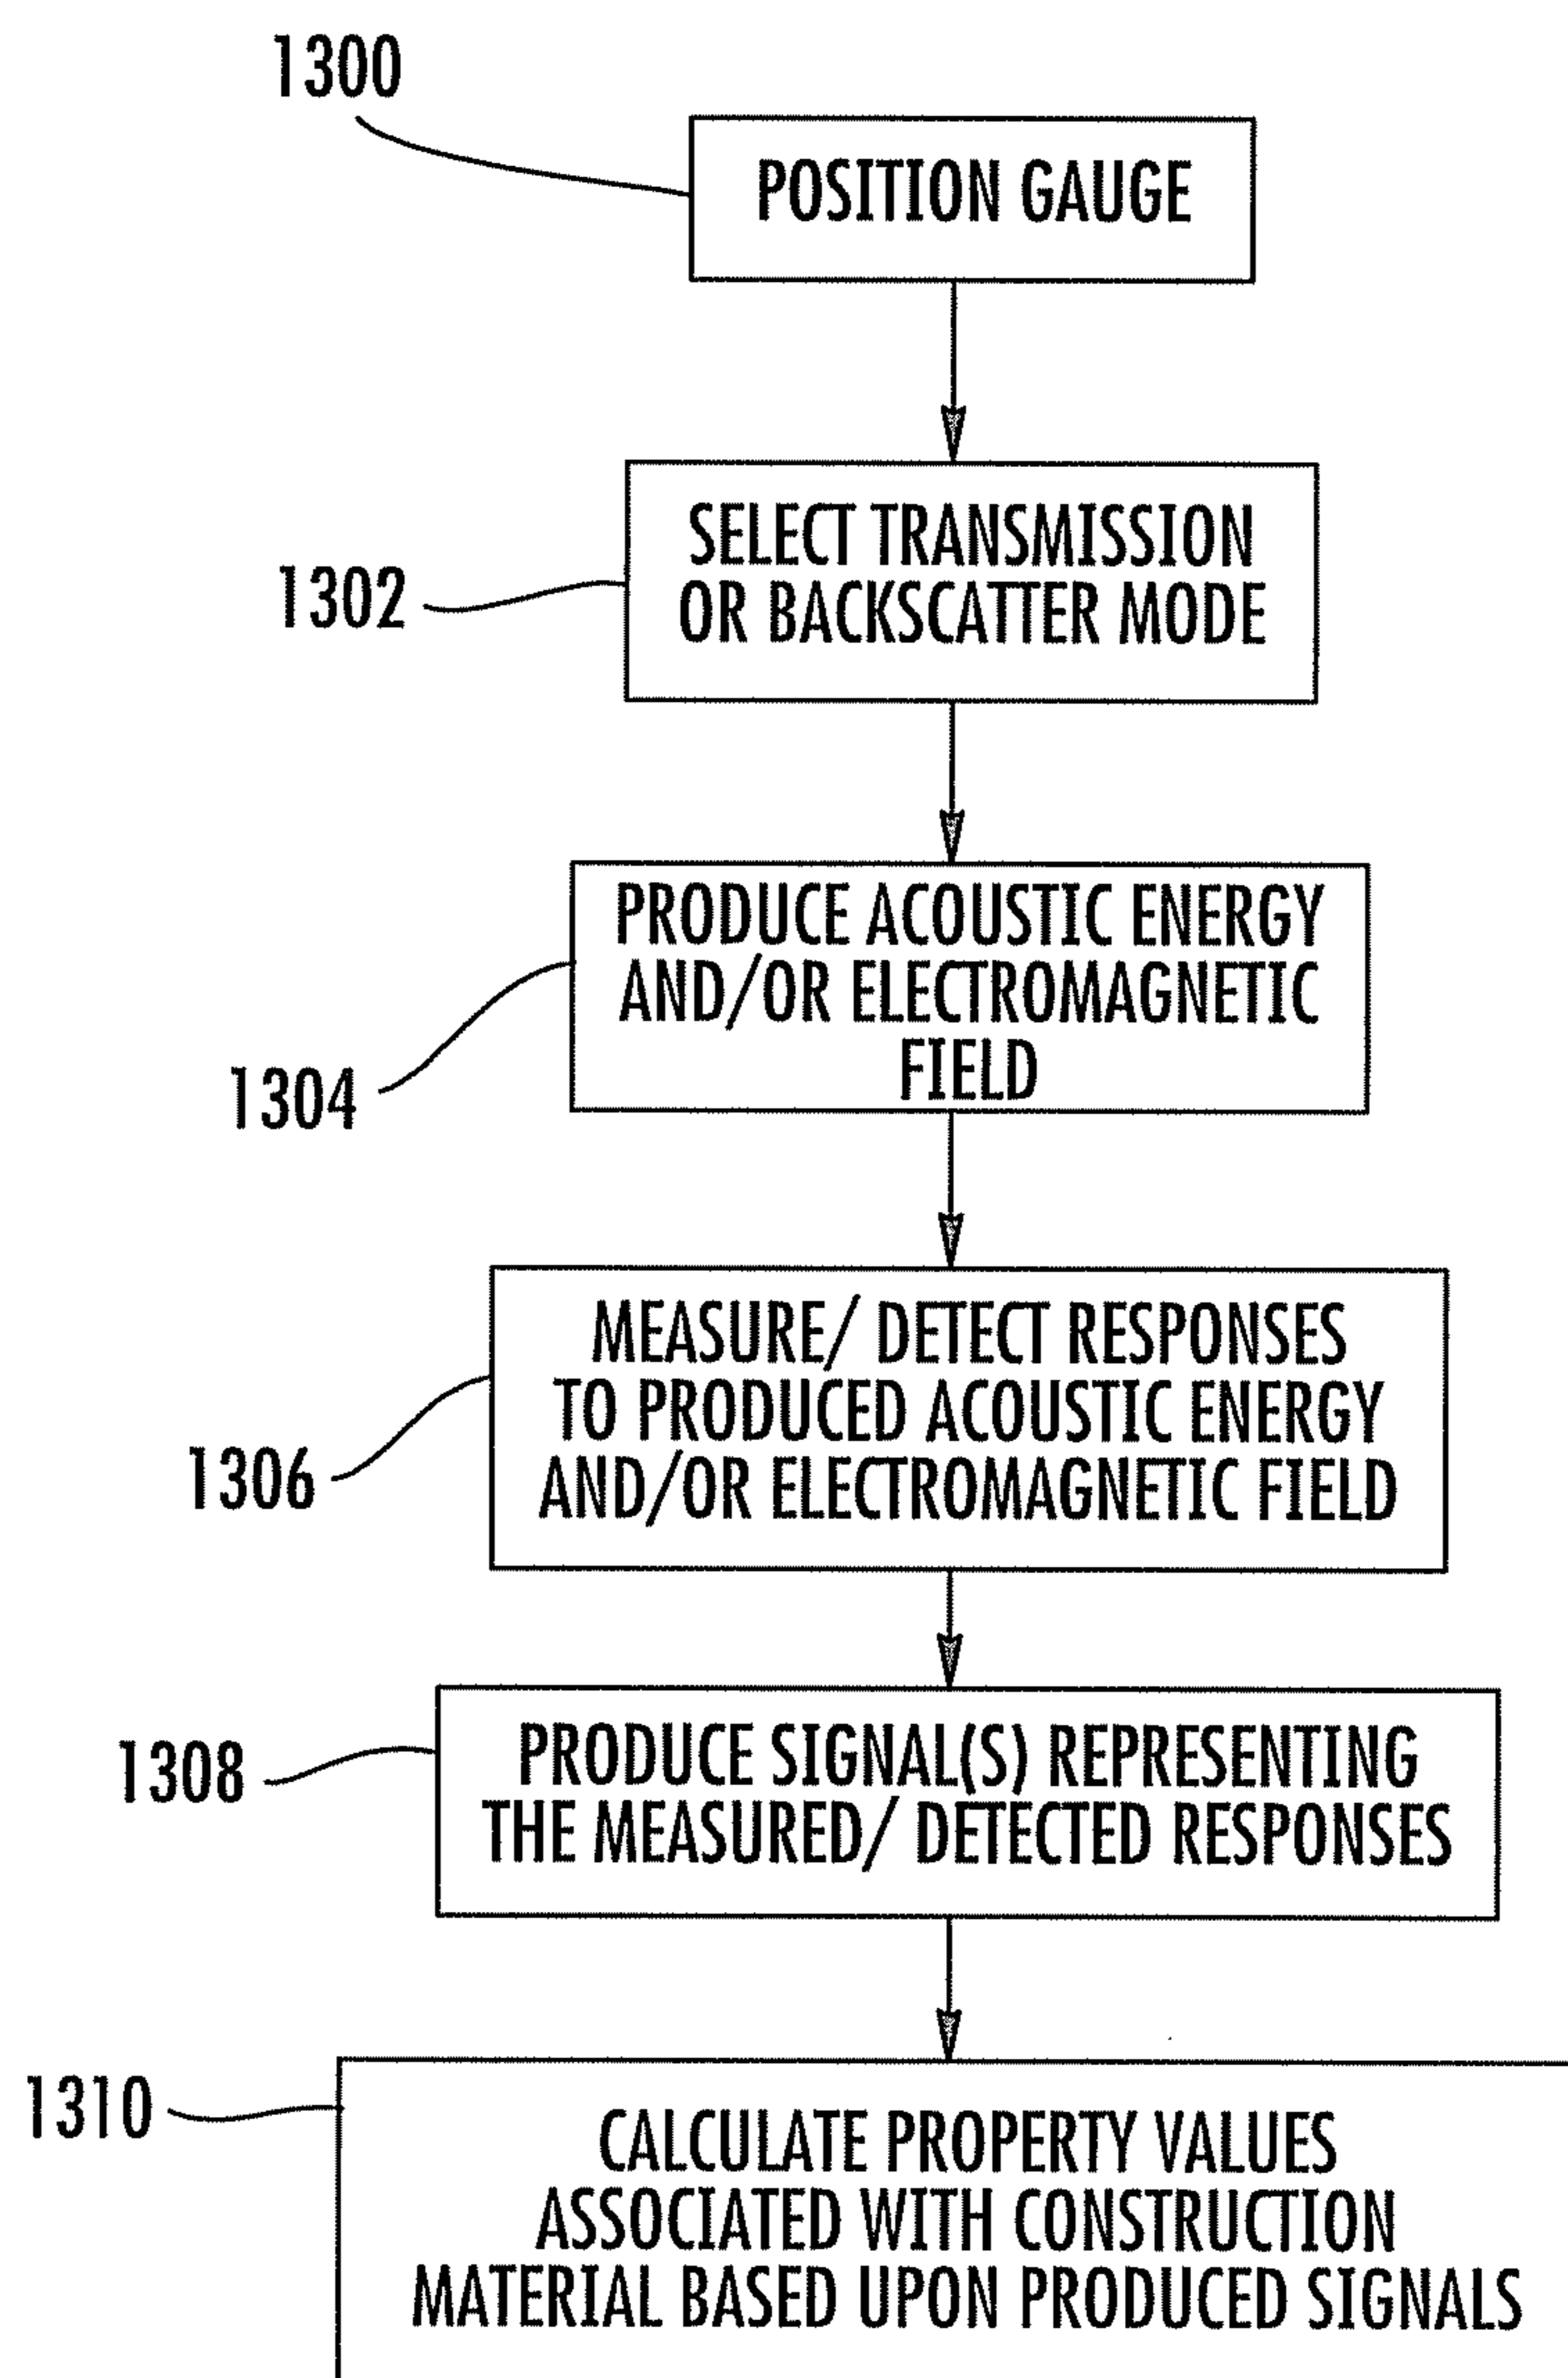 1300
POSITION GAUGE
1302
SELECT TRANSMISSION
OR BACKSCATTER MODE
1304
PRODUCE ACOUSTIC ENERGY
AND/OR ELECTROMAGNETIC
FIELD
1306
MEASURE/ DETECT RESPONSES
TO PRODUCED ACOUSTIC ENERGY
AND/OR ELECTROMAGNETIC FIELD
1308
PRODUCE SIGNAL(S) REPRESENTING
THE MEASURED/ DETECTED RESPONSES
1310
CALCULATE PROPERTY VALUES
ASSOCIATED WITH CONSTRUCTION
MATERIAL BASED UPON PRODUCED SIGNALS